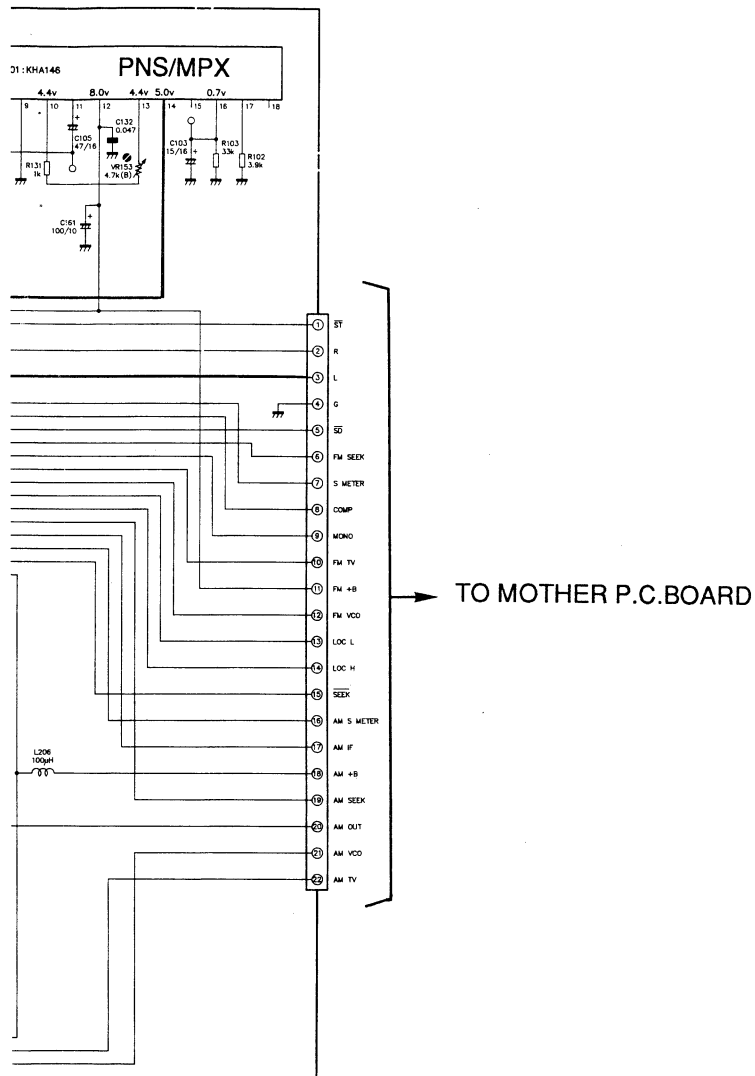 01 : KHA146 PNS/MPX
4.4v 8.0v 4.4v 5.0v 0.7v
9 10 11 12 13 14 15 16 17 18
C132
0.047
C105
47/16
R131
1k
VR153
4.7k(B)
C103
15/16
R103
33k
R102
3.9k
C161
100/10
1 ST
2 R
3 L
4 G
5 SD
6 FM SEEK
7 S METER
8 COMP
9 MONO
10 FM TV
11 FM +B
12 FM VCO
13 LOC L
14 LOC H
15 SEEK
16 AM S METER
17 AM IF
18 AM +B
19 AM SEEK
20 AM OUT
21 AM VCO
22 AM TV
TO MOTHER P.C.BOARD
L206
100µH